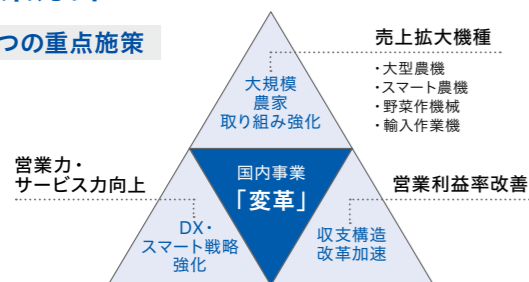 つの重点施策
売上拡大機種
・大型農機
・スマート農機
・野菜作機械
・輸入作業機
大規模
農家
取り組み強化
営業力・
サービス力向上
国内事業
「変革」
営業利益率改善
DX・
スマート戦略
強化
収支構造
改革加速